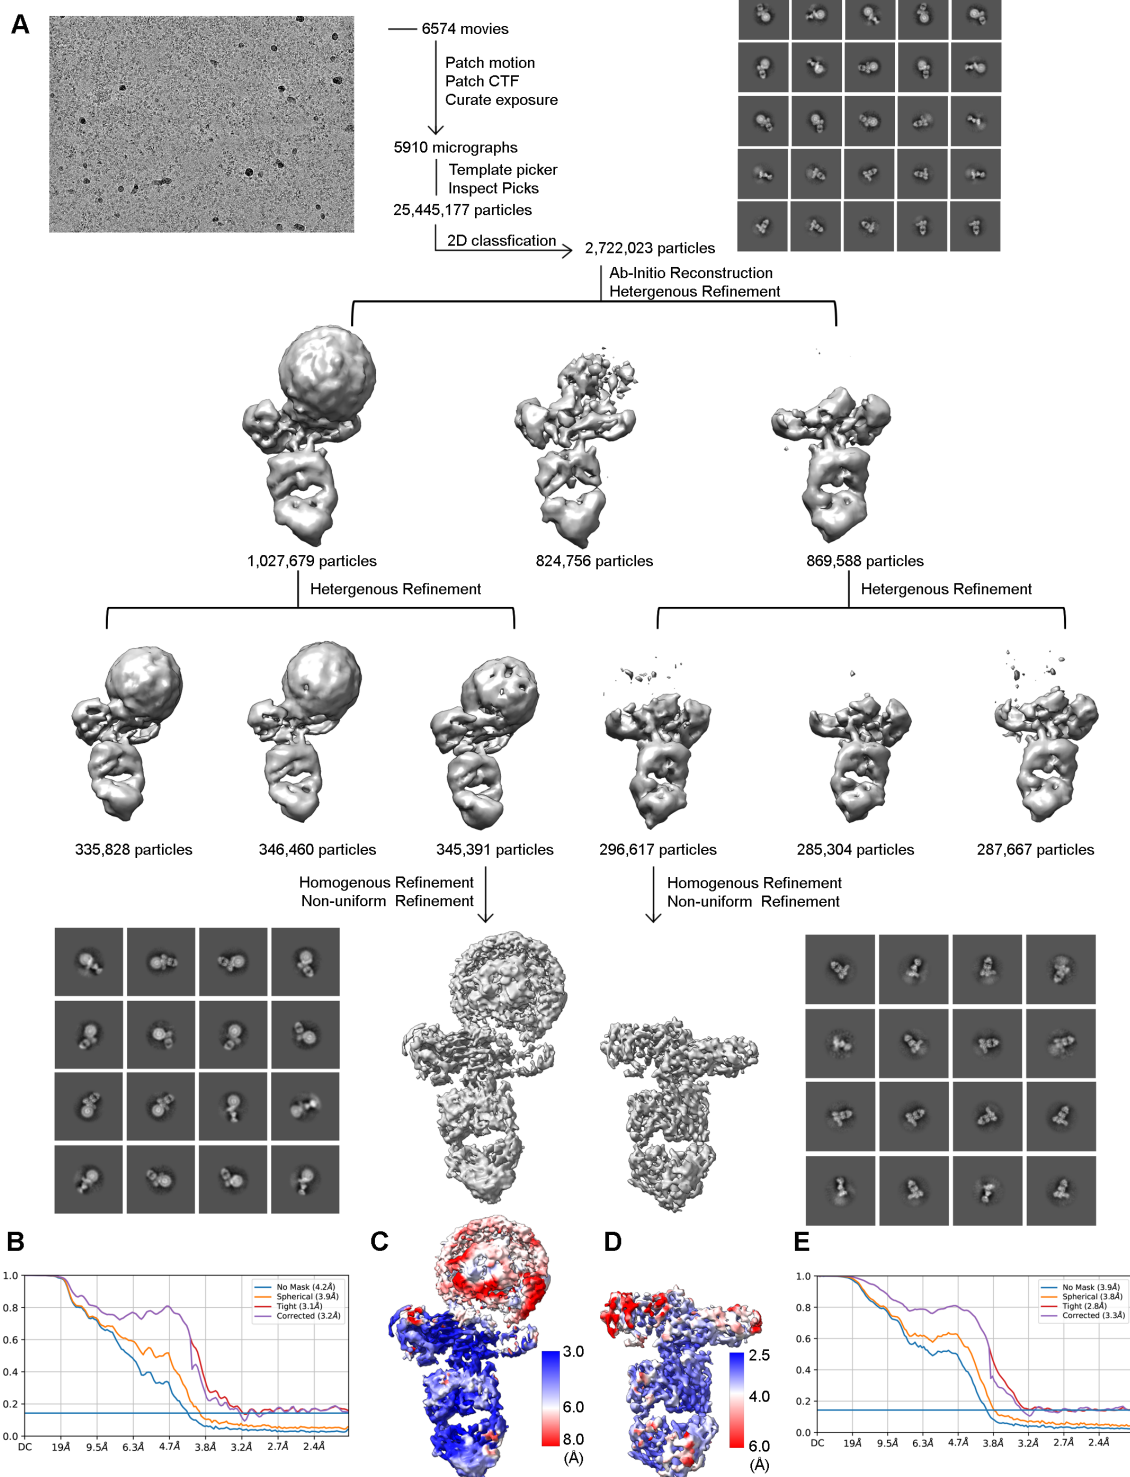 A
6574 movies
Patch motion
Patch CTF
Curate exposure
5910 micrographs
Template picker
Inspect Picks
25,445,177 particles
2D classfication
2,722,023 particles
Ab-Initio Reconstruction
Hetergenous Refinement
1,027,679 particles
824,756 particles
869,588 particles
Hetergenous Refinement
Hetergenous Refinement
335,828 particles
346,460 particles
345,391 particles
296,617 particles
285,304 particles
287,667 particles
Homogenous Refinement
Non-uniform Refinement
Homogenous Refinement
Non-uniform Refinement
B
1.0
0.8
0.6
0.4
0.2
0.0
DC 19Å 9.5Å 6.3Å 4.7Å 3.8Å 3.2Å 2.7Å 2.4Å
No Mask (4.2Å)
Spherical (3.9Å)
Tight (3.1Å)
Corrected (3.2Å)
C
3.0
6.0
8.0
(Å)
D
2.5
4.0
6.0
(Å)
E
1.0
0.8
0.6
0.4
0.2
0.0
DC 19Å 9.5Å 6.3Å 4.7Å 3.8Å 3.2Å 2.7Å 2.4Å
No Mask (3.9Å)
Spherical (3.8Å)
Tight (2.8Å)
Corrected (3.3Å)